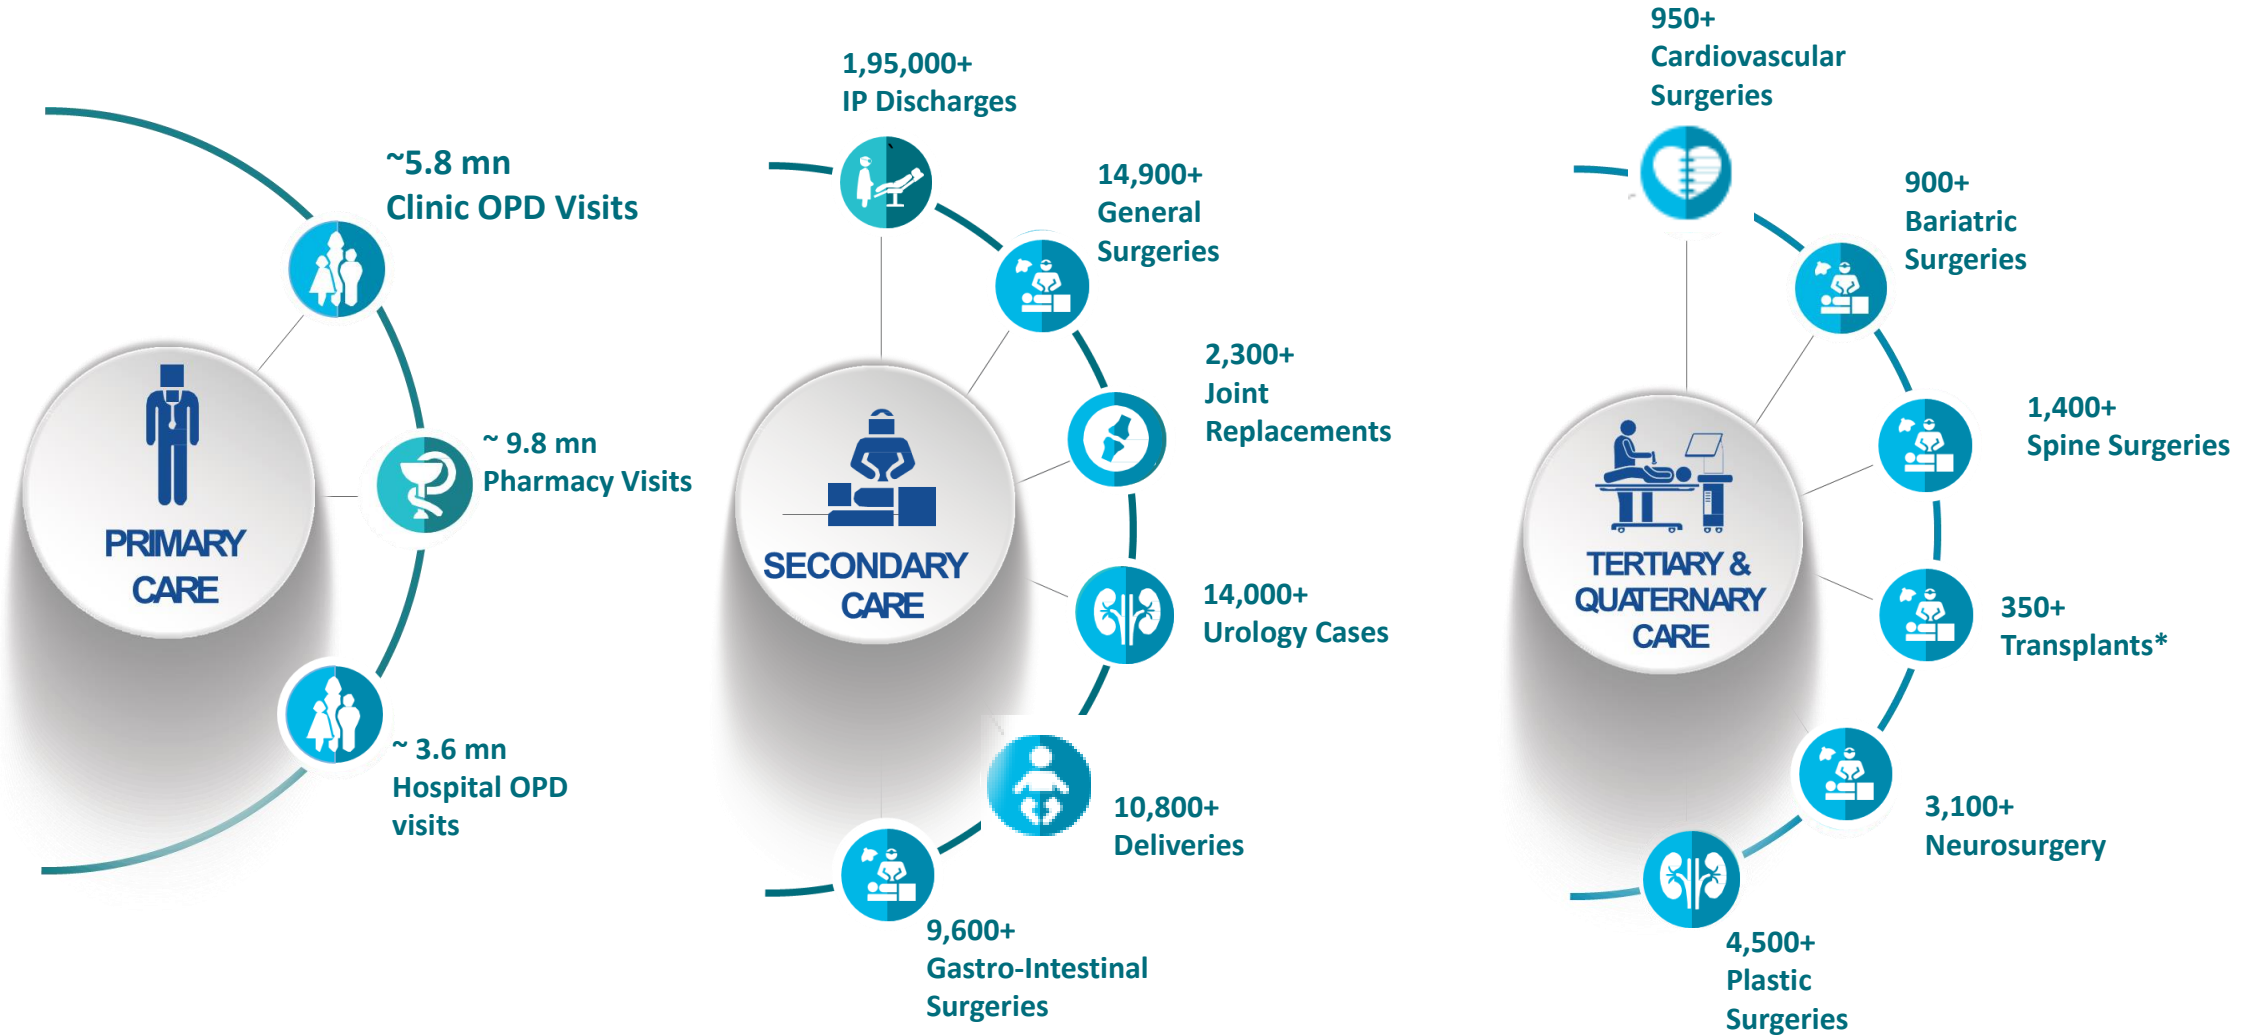 ~5.8 mn
Clinic OPD Visits
~ 9.8 mn
Pharmacy Visits
PRIMARY
CARE
~ 3.6 mn
Hospital OPD
visits
1,95,000+
IP Discharges
14,900+
General
Surgeries
2,300+
Joint
Replacements
SECONDARY
CARE
14,000+
Urology Cases
10,800+
Deliveries
9,600+
Gastro-Intestinal
Surgeries
950+
Cardiovascular
Surgeries
900+
Bariatric
Surgeries
1,400+
Spine Surgeries
TERTIARY &
QUATERNARY
CARE
350+
Transplants*
3,100+
Neurosurgery
4,500+
Plastic
Surgeries